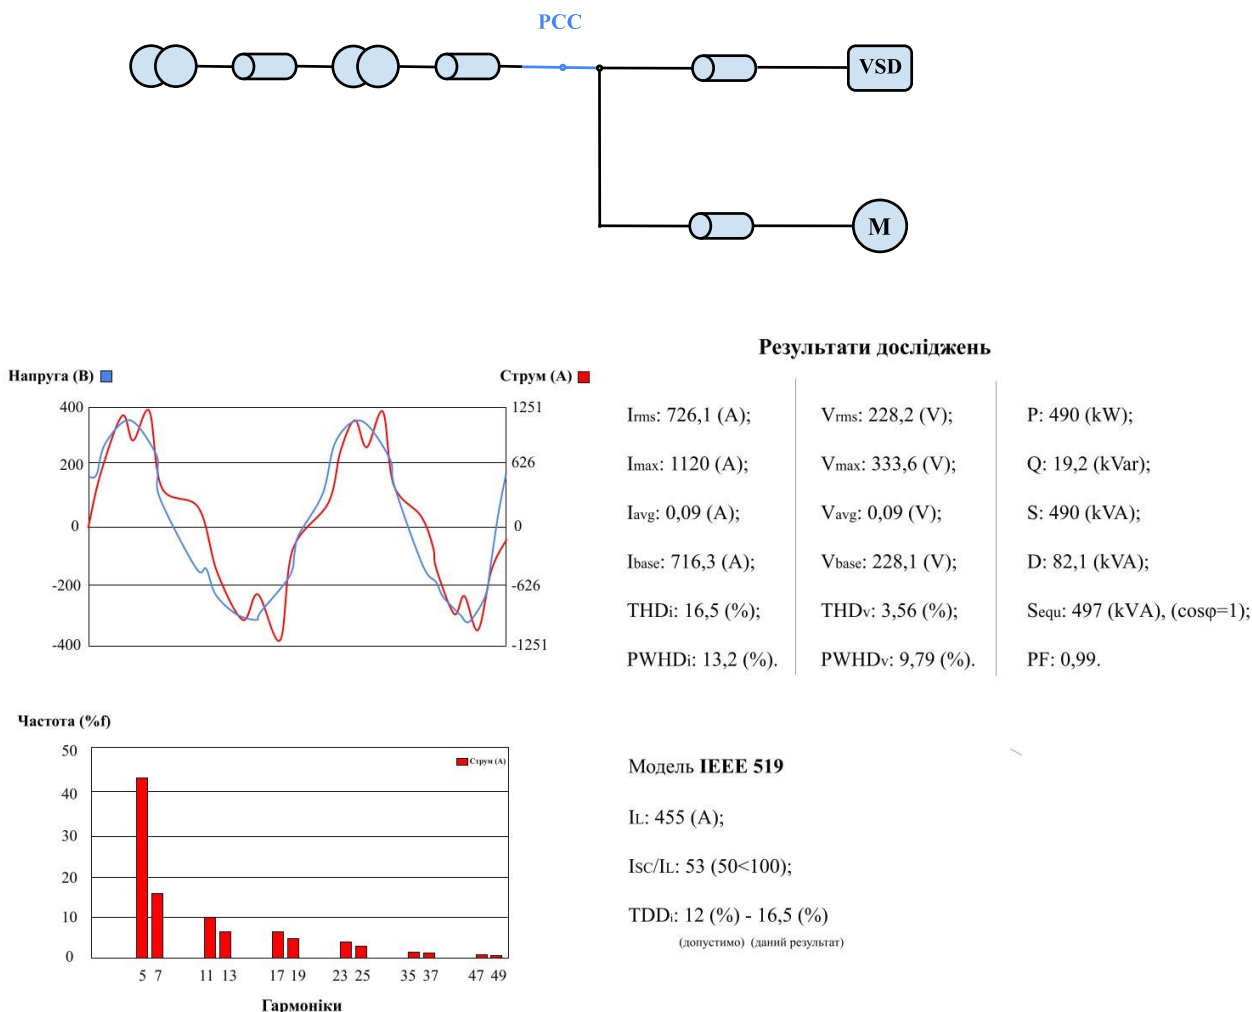 PCC
VSD
M
Результати досліджень
Напруга (В)
Струм (А)
400
200
0
-200
-400
1251
626
0
-626
-1251
Irms: 726,1 (A);
Imax: 1120 (A);
Iavg: 0,09 (A);
Ibase: 716,3 (A);
THDi: 16,5 (%);
PWHDi: 13,2 (%).
Vrms: 228,2 (V);
Vmax: 333,6 (V);
Vavg: 0,09 (V);
Vbase: 228,1 (V);
THDv: 3,56 (%);
PWHDv: 9,79 (%).
P: 490 (kW);
Q: 19,2 (kVar);
S: 490 (kVA);
D: 82,1 (kVA);
Sequ: 497 (kVA), (cosφ=1);
PF: 0,99.
Частота (%f)
50
40
30
20
10
0
Струм (А)
5 7 11 13 17 19 23 25 35 37 47 49
Гармоніки
Модель IEEE 519
IL: 455 (A);
ISC/IL: 53 (50<100);
TDDi: 12 (%) - 16,5 (%)
(допустимо) (даний результат)